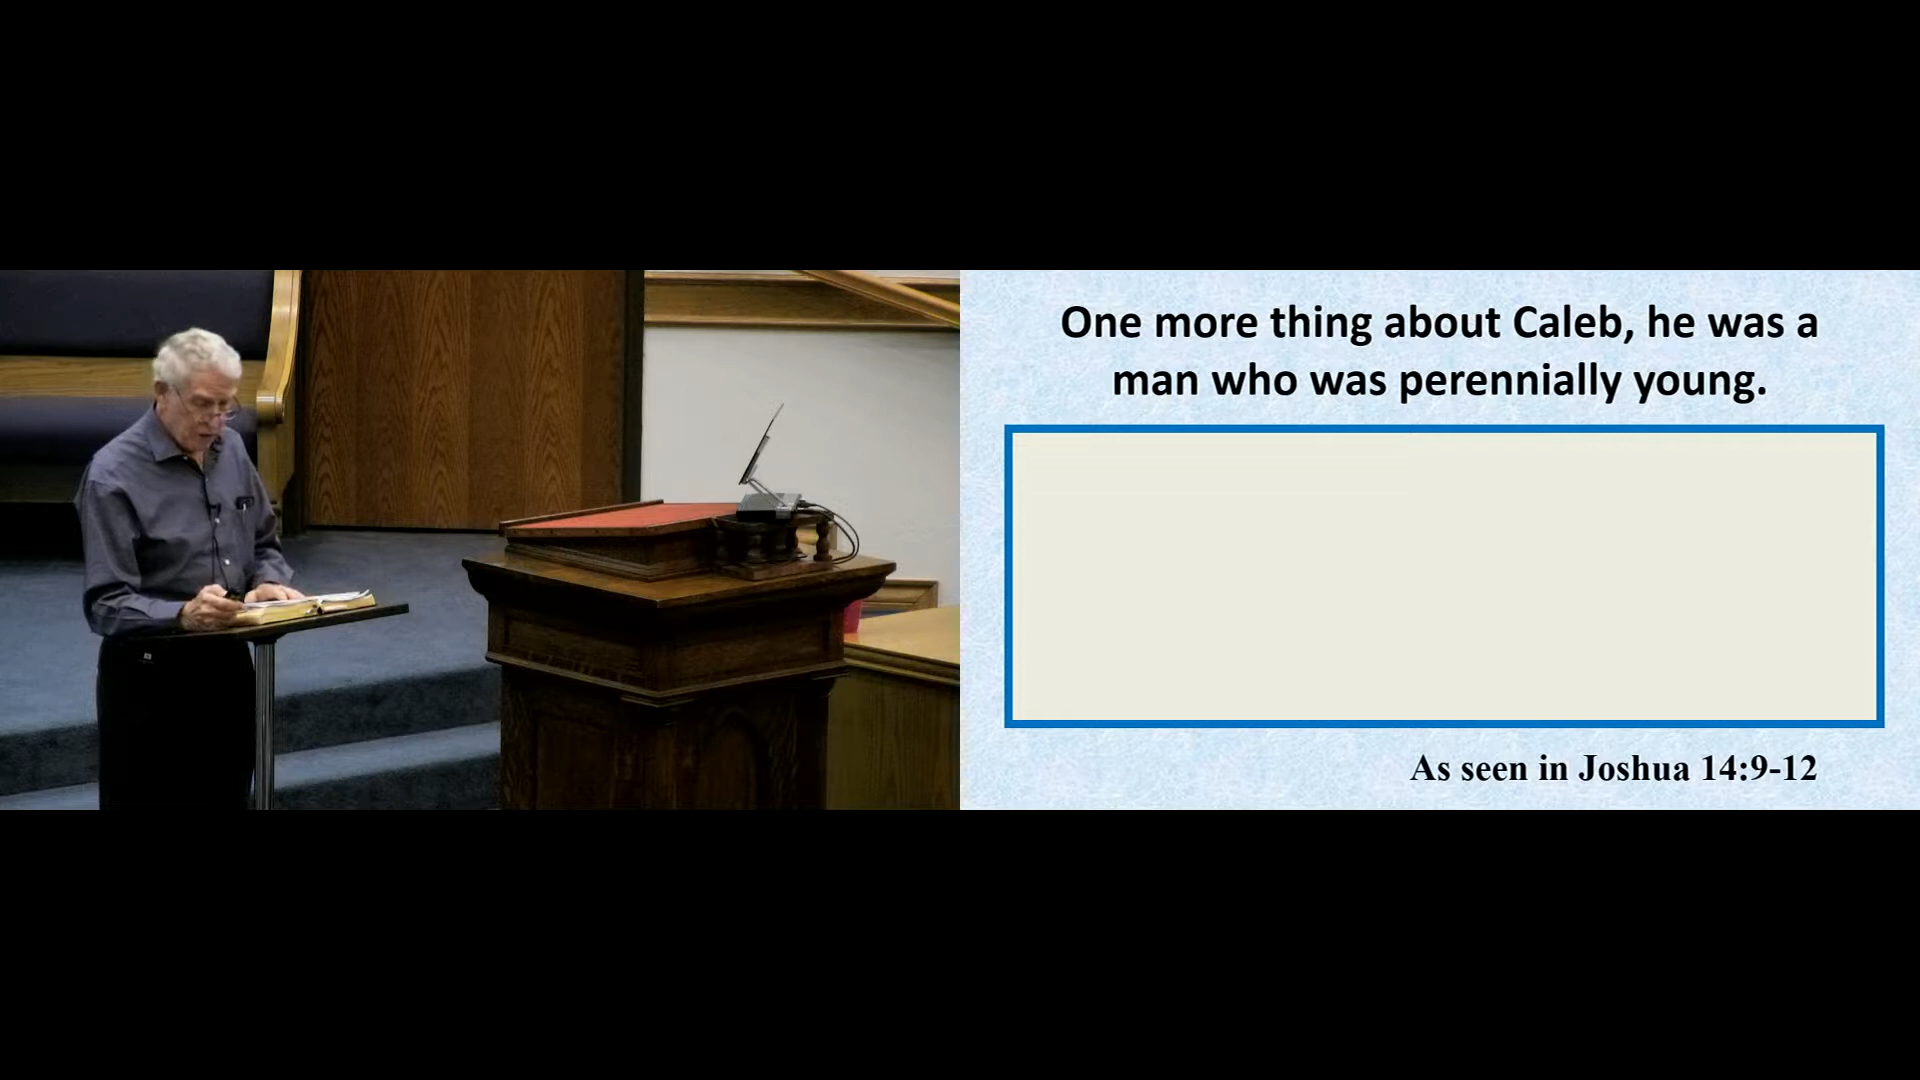 One more thing about Caleb, he was a
man who was perennially young.
As seen in Joshua 14:9-12